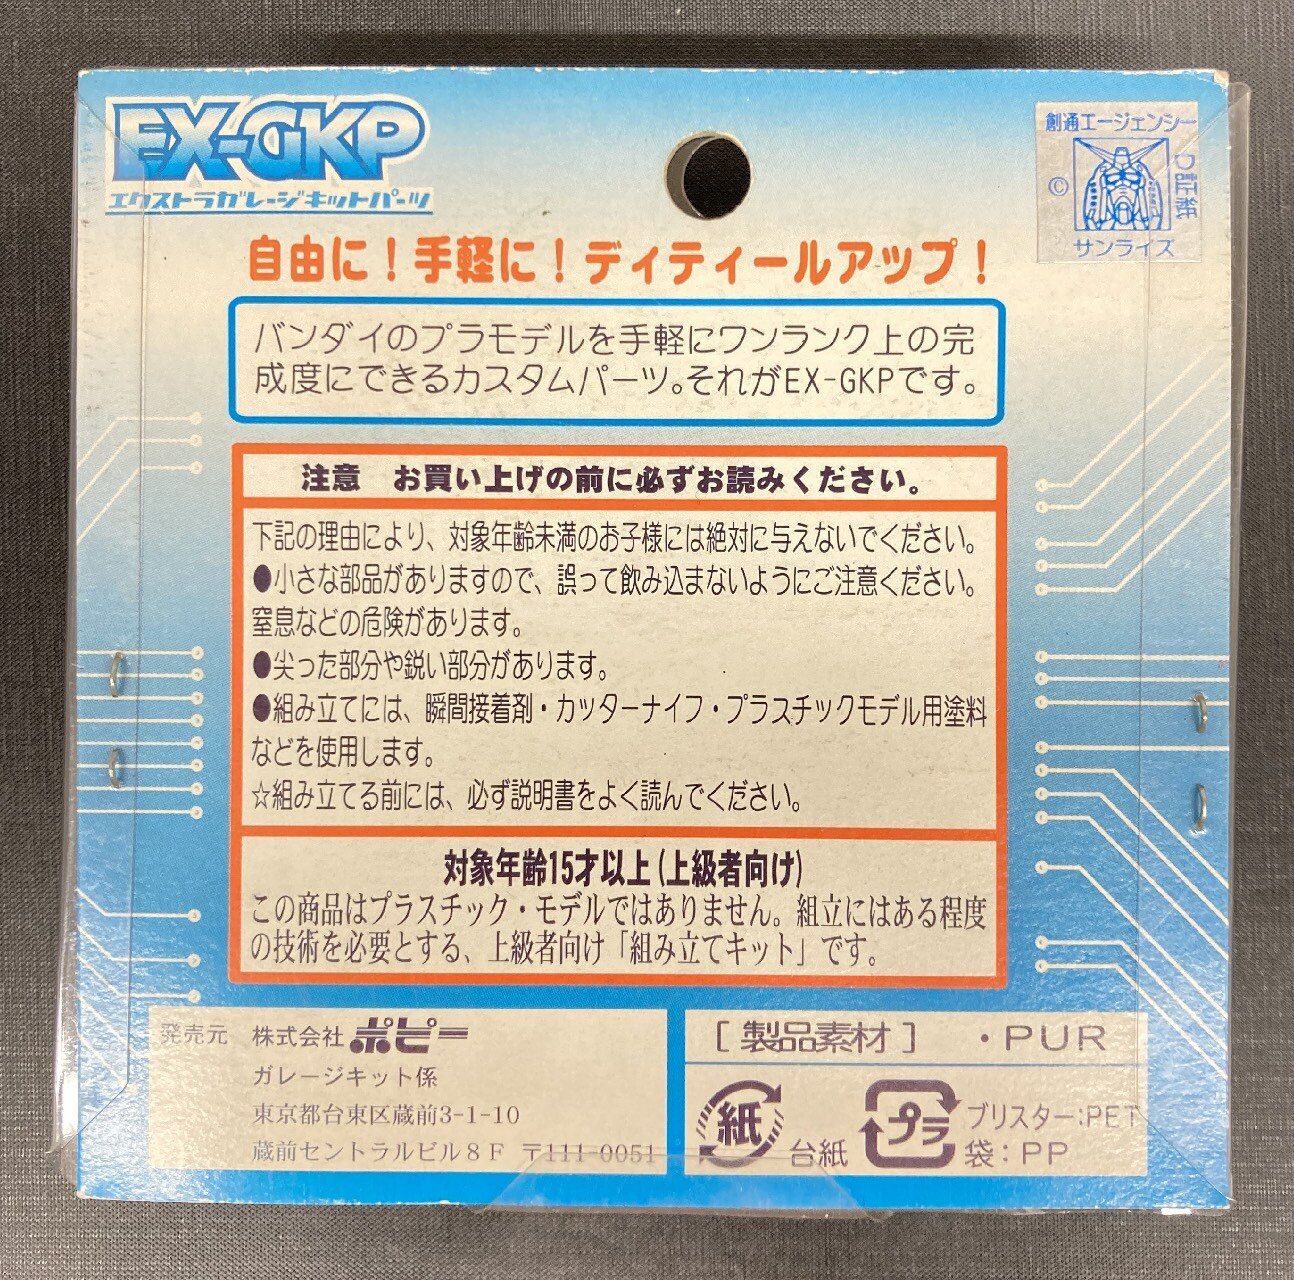 EX-GKP
エクストラガレージキットパーツ
創通エージェンシー
D証紙
©
サンライズ
自由に！手軽に！ディティールアップ！
バンダイのプラモデルを手軽にワンランク上の完
成度にできるカスタムパーツ。それがEX-GKPです。
注意　お買い上げの前に必ずお読みください。
下記の理由により、対象年齢未満のお子様には絶対に与えないでください。
●小さな部品がありますので、誤って飲み込まないようにご注意ください。
窒息などの危険があります。
●尖った部分や鋭い部分があります。
●組み立てには、瞬間接着剤・カッターナイフ・プラスチックモデル用塗料
などを使用します。
☆組み立てる前には、必ず説明書をよく読んでください。
対象年齢15才以上（上級者向け）
この商品はプラスチック・モデルではありません。組立にはある程度
の技術を必要とする、上級者向け「組み立てキット」です。
発売元　株式会社ポピー
ガレージキット係
東京都台東区蔵前3-1-10
蔵前セントラルビル８Ｆ 〒111-0051
［製品素材］　・PUR
紙 台紙
プラ ブリスター:PET
袋：PP